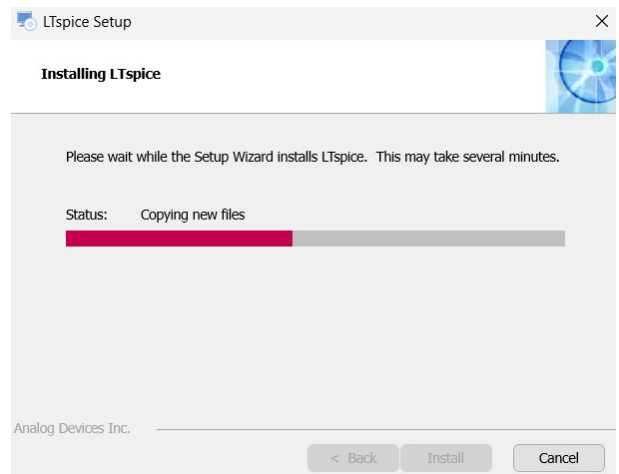 LTspice Setup
Installing LTspice
Please wait while the Setup Wizard installs LTspice. This may take several minutes.
Status: Copying new files
Analog Devices Inc.
< Back Install Cancel